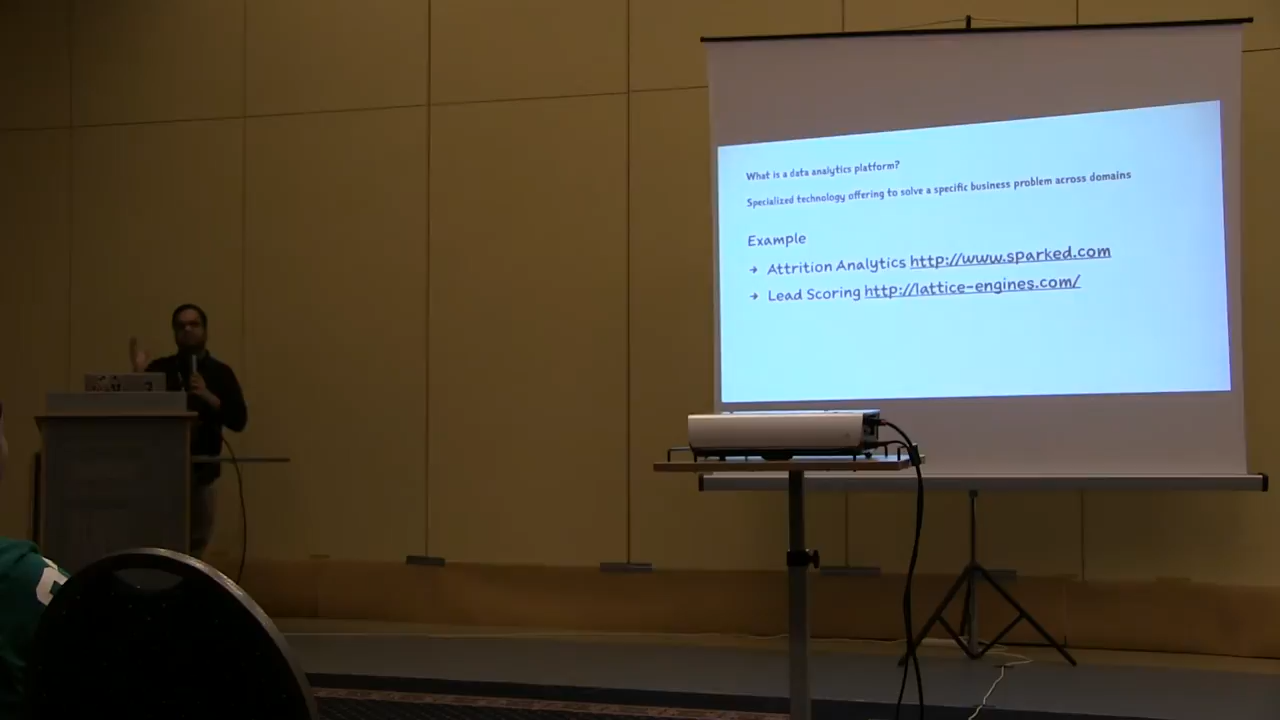 What is a data analytics platform?
Specialized technology offering to solve a specific business problem across domains
Example
→ Attrition Analytics http://www.sparked.com
→ Lead Scoring http://lattice-engines.com/